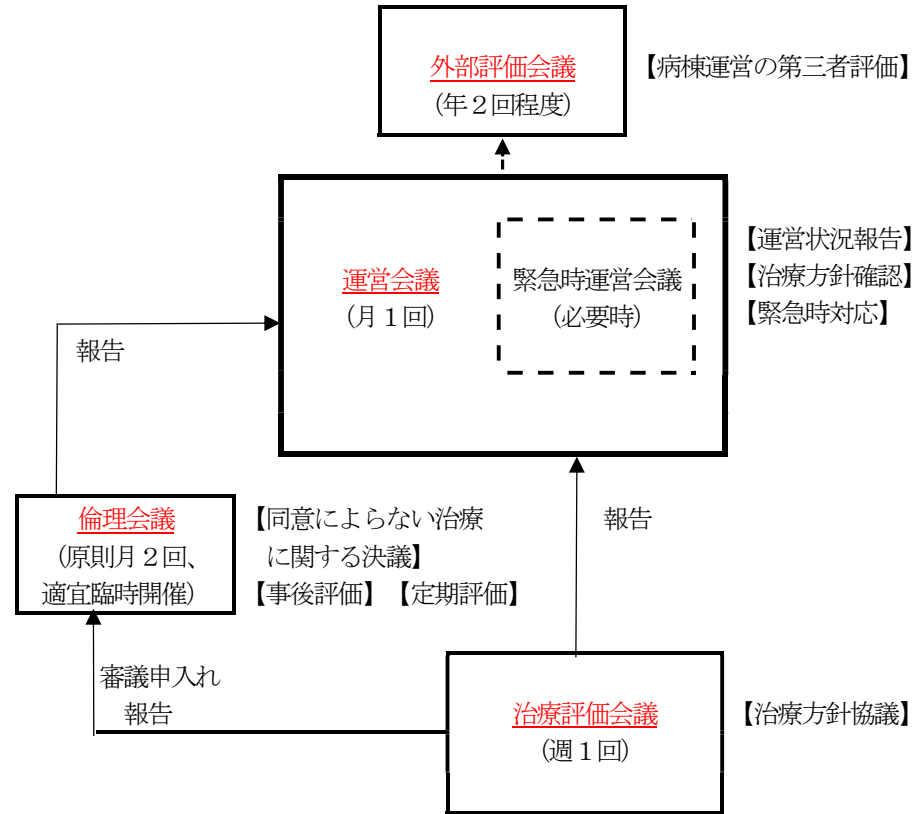 外部評価会議
(年２回程度)
【病棟運営の第三者評価】
運営会議
(月１回)
緊急時運営会議
(必要時)
【運営状況報告】
【治療方針確認】
【緊急時対応】
報告
倫理会議
(原則月２回、
適宜臨時開催)
【同意によらない治療
に関する決議】
【事後評価】【定期評価】
報告
審議申入れ
報告
治療評価会議
(週１回)
【治療方針協議】